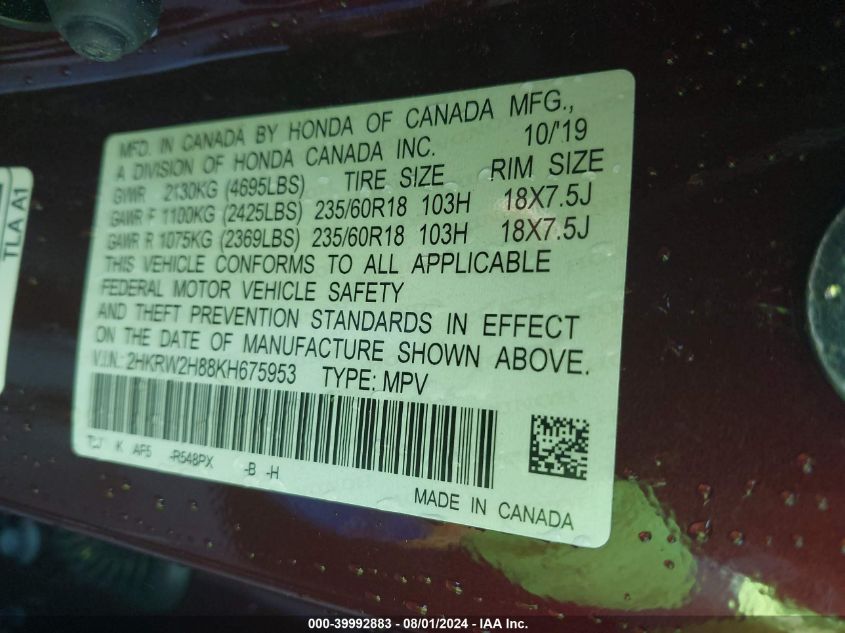 MFD. IN CANADA BY HONDA OF CANADA MFG.,
A DIVISION OF HONDA CANADA INC. 10/'19
GVWR 2130KG (4695LBS) TIRE SIZE RIM SIZE
GAWR F 1100KG (2425LBS) 235/60R18 103H 18X7.5J
GAWR R 1075KG (2369LBS) 235/60R18 103H 18X7.5J
THIS VEHICLE CONFORMS TO ALL APPLICABLE
FEDERAL MOTOR VEHICLE SAFETY
AND THEFT PREVENTION STANDARDS IN EFFECT
ON THE DATE OF MANUFACTURE SHOWN ABOVE.
V.I.N.: 2HKRW2H88KH675953 TYPE: MPV
TLJ K AF5 -R548PX -B -H
MADE IN CANADA
TLA A1
000-39992883 - 08/01/2024 - IAA Inc.